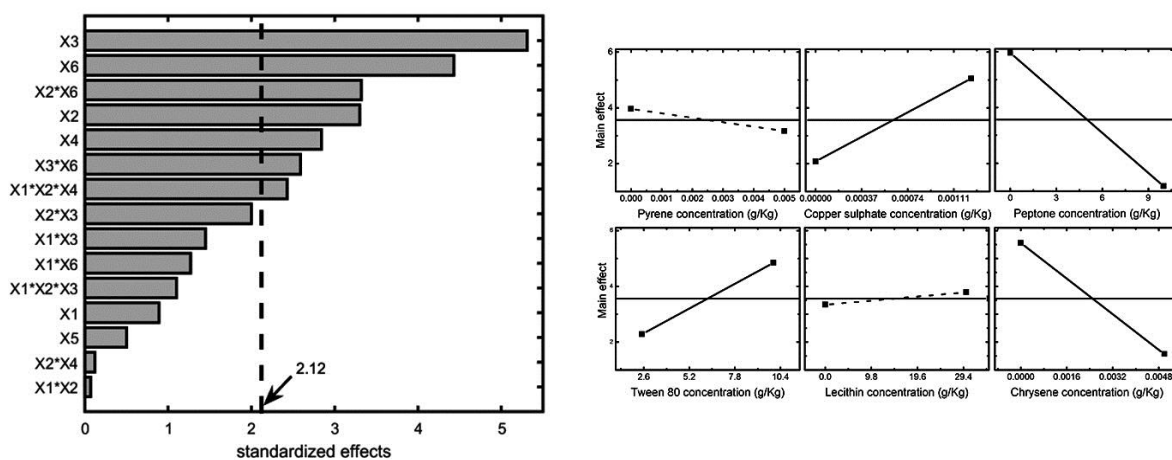 X3
X6
X2*X6
X2
X4
X3*X6
X1*X2*X4
X2*X3
X1*X3
X1*X6
X1*X2*X3
X1
X5
X2*X4
X1*X2
2.12
0 1 2 3 4 5
standardized effects
6
4
2
Main effect
0.000 0.001 0.002 0.003 0.004 0.005
Pyrene concentration (g/Kg)
0.00000 0.00037 0.00074 0.00111
Copper sulphate concentration (g/Kg)
0 3 6 9
Peptone concentration (g/Kg)
6
4
2
Main effect
2.6 5.2 7.8 10.4
Tween 80 concentration (g/Kg)
0.0 9.8 19.6 29.4
Lecithin concentration (g/Kg)
0.0000 0.0016 0.0032 0.0048
Chrysene concentration (g/Kg)